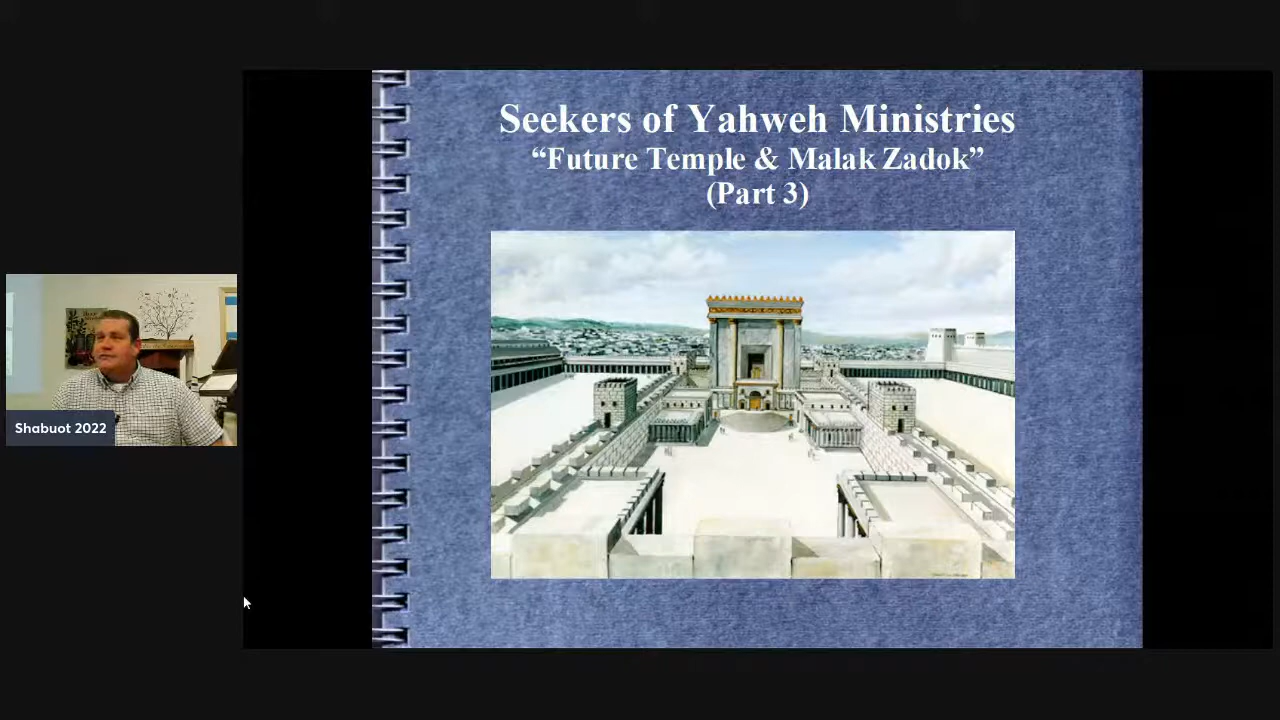 Seekers of Yahweh Ministries
“Future Temple & Malak Zadok”
(Part 3)
Shabuot 2022